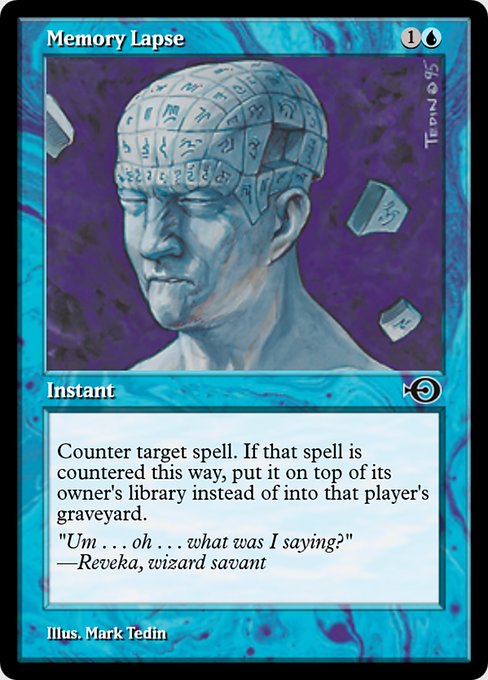 Memory Lapse 1
TEDIN ©95
Instant
Counter target spell. If that spell is
countered this way, put it on top of its
owner's library instead of into that player's
graveyard.
"Um . . . oh . . . what was I saying?"
—Reveka, wizard savant
Illus. Mark Tedin